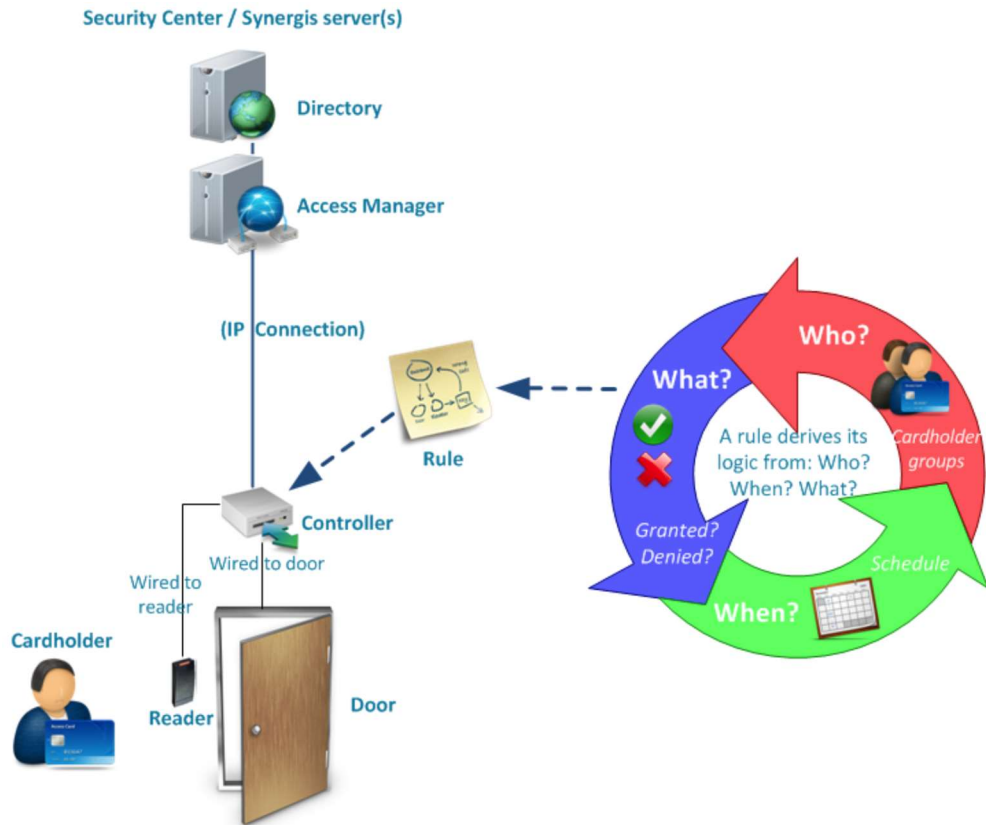 Security Center / Synergis server(s)
Directory
Access Manager
(IP Connection)
Rule
Controller
Wired to door
Wired to
reader
Cardholder
Reader
Door
Who?
What?
Cardholder
groups
A rule derives its
logic from: Who?
When? What?
Granted?
Denied?
Schedule
When?